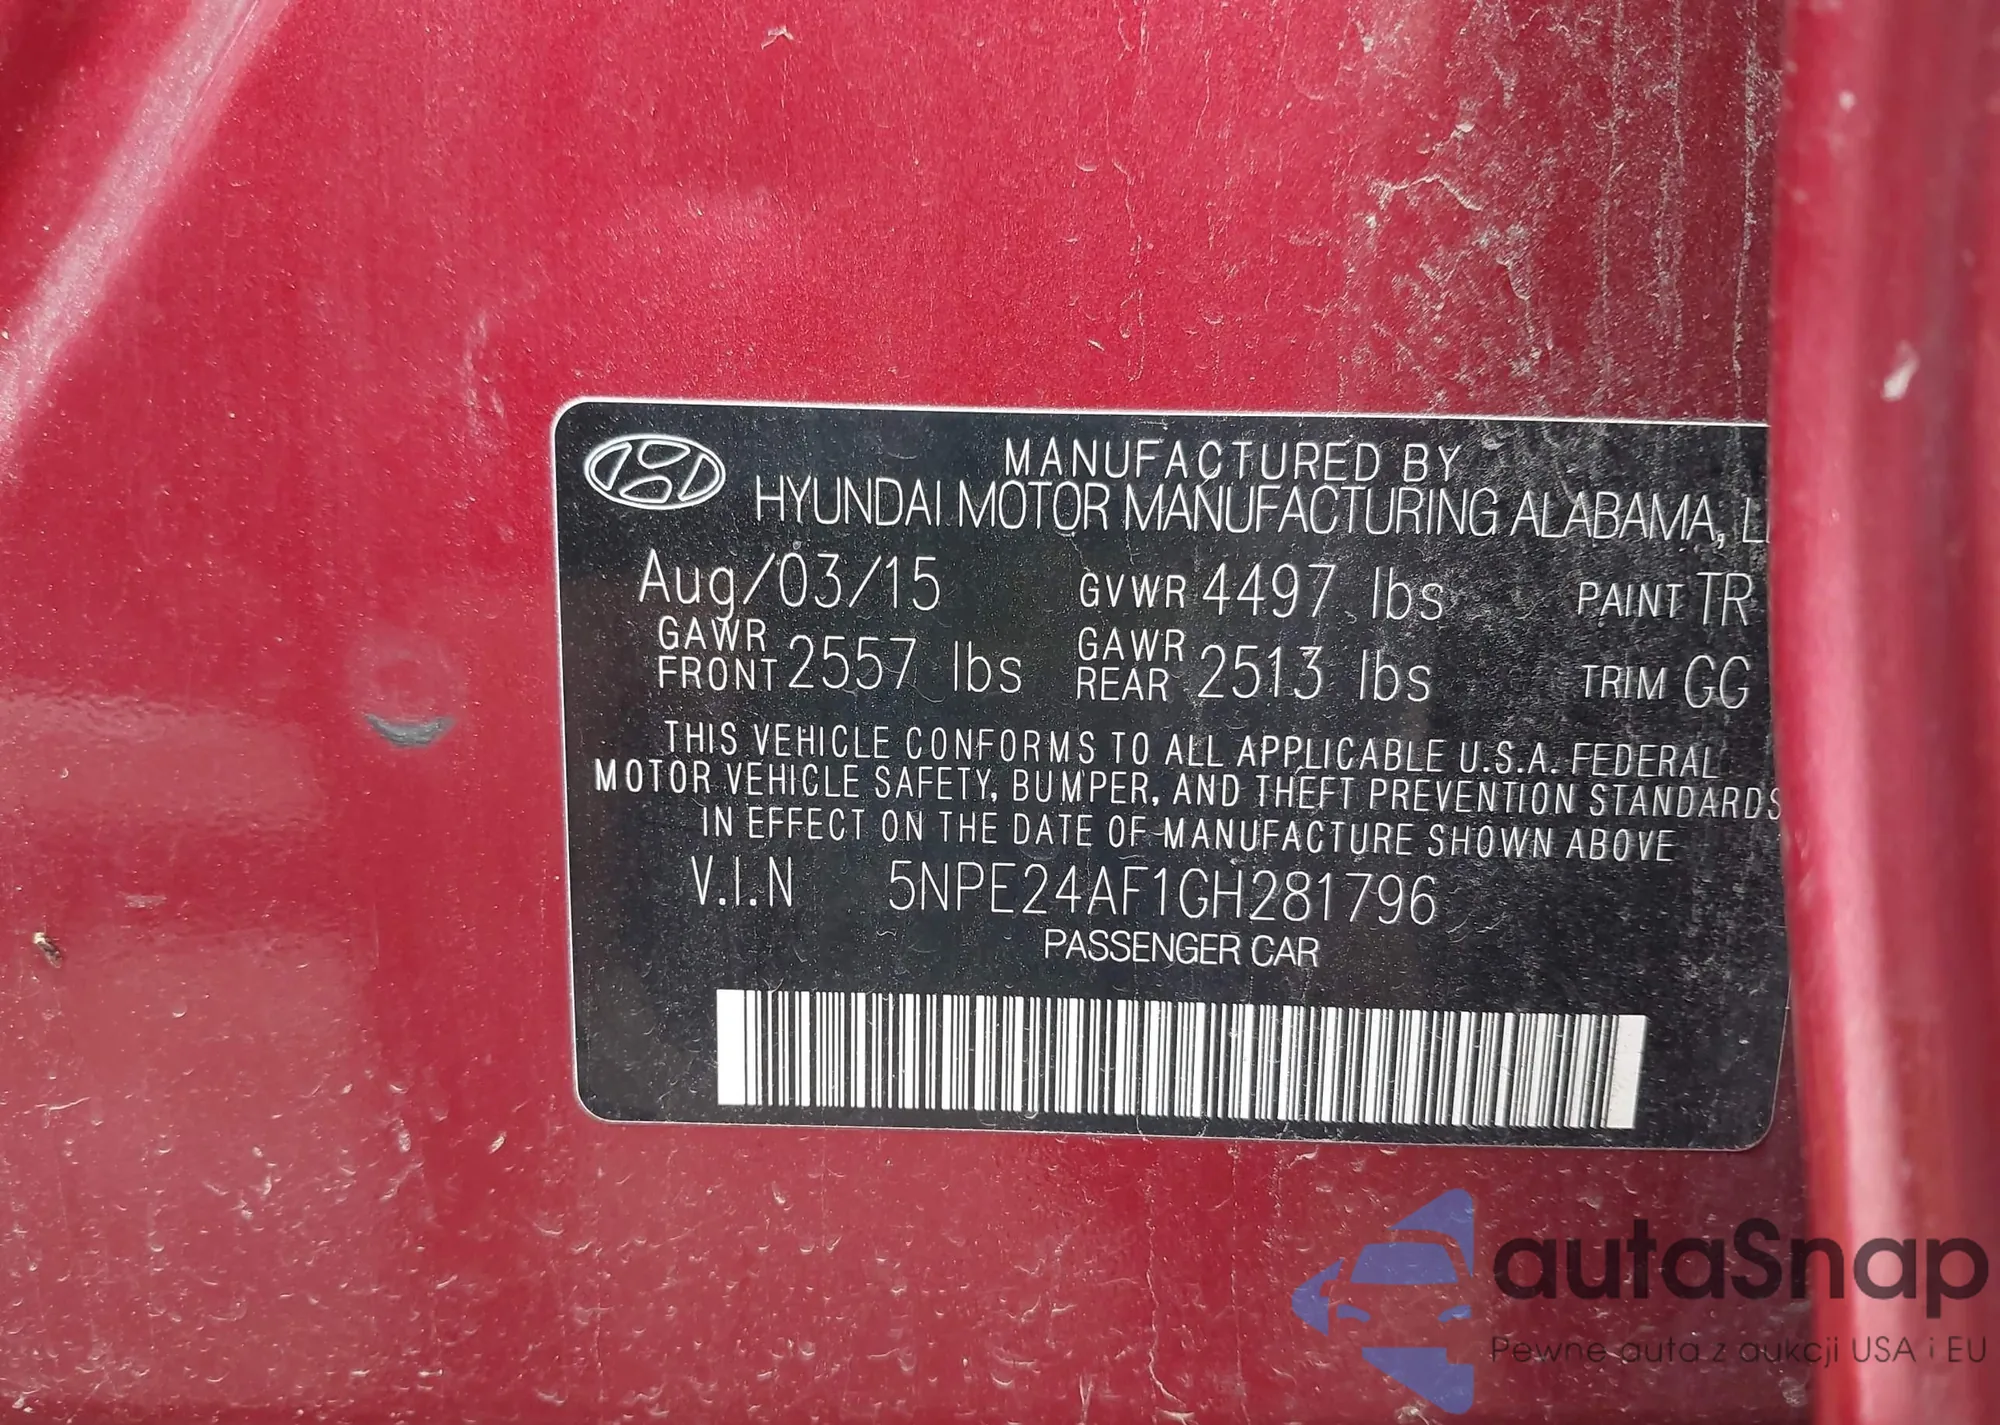 MANUFACTURED BY
HYUNDAI MOTOR MANUFACTURING ALABAMA,
Aug/03/15 GVWR 4497 lbs PAINT TR
GAWR FRONT 2557 lbs GAWR REAR 2513 lbs TRIM GG
THIS VEHICLE CONFORMS TO ALL APPLICABLE U.S.A. FEDERAL
MOTOR VEHICLE SAFETY, BUMPER, AND THEFT PREVENTION STANDARDS
IN EFFECT ON THE DATE OF MANUFACTURE SHOWN ABOVE
V.I.N 5NPE24AF1GH281796
PASSENGER CAR
autaSnap
Pewne auta z aukcji USA i EU